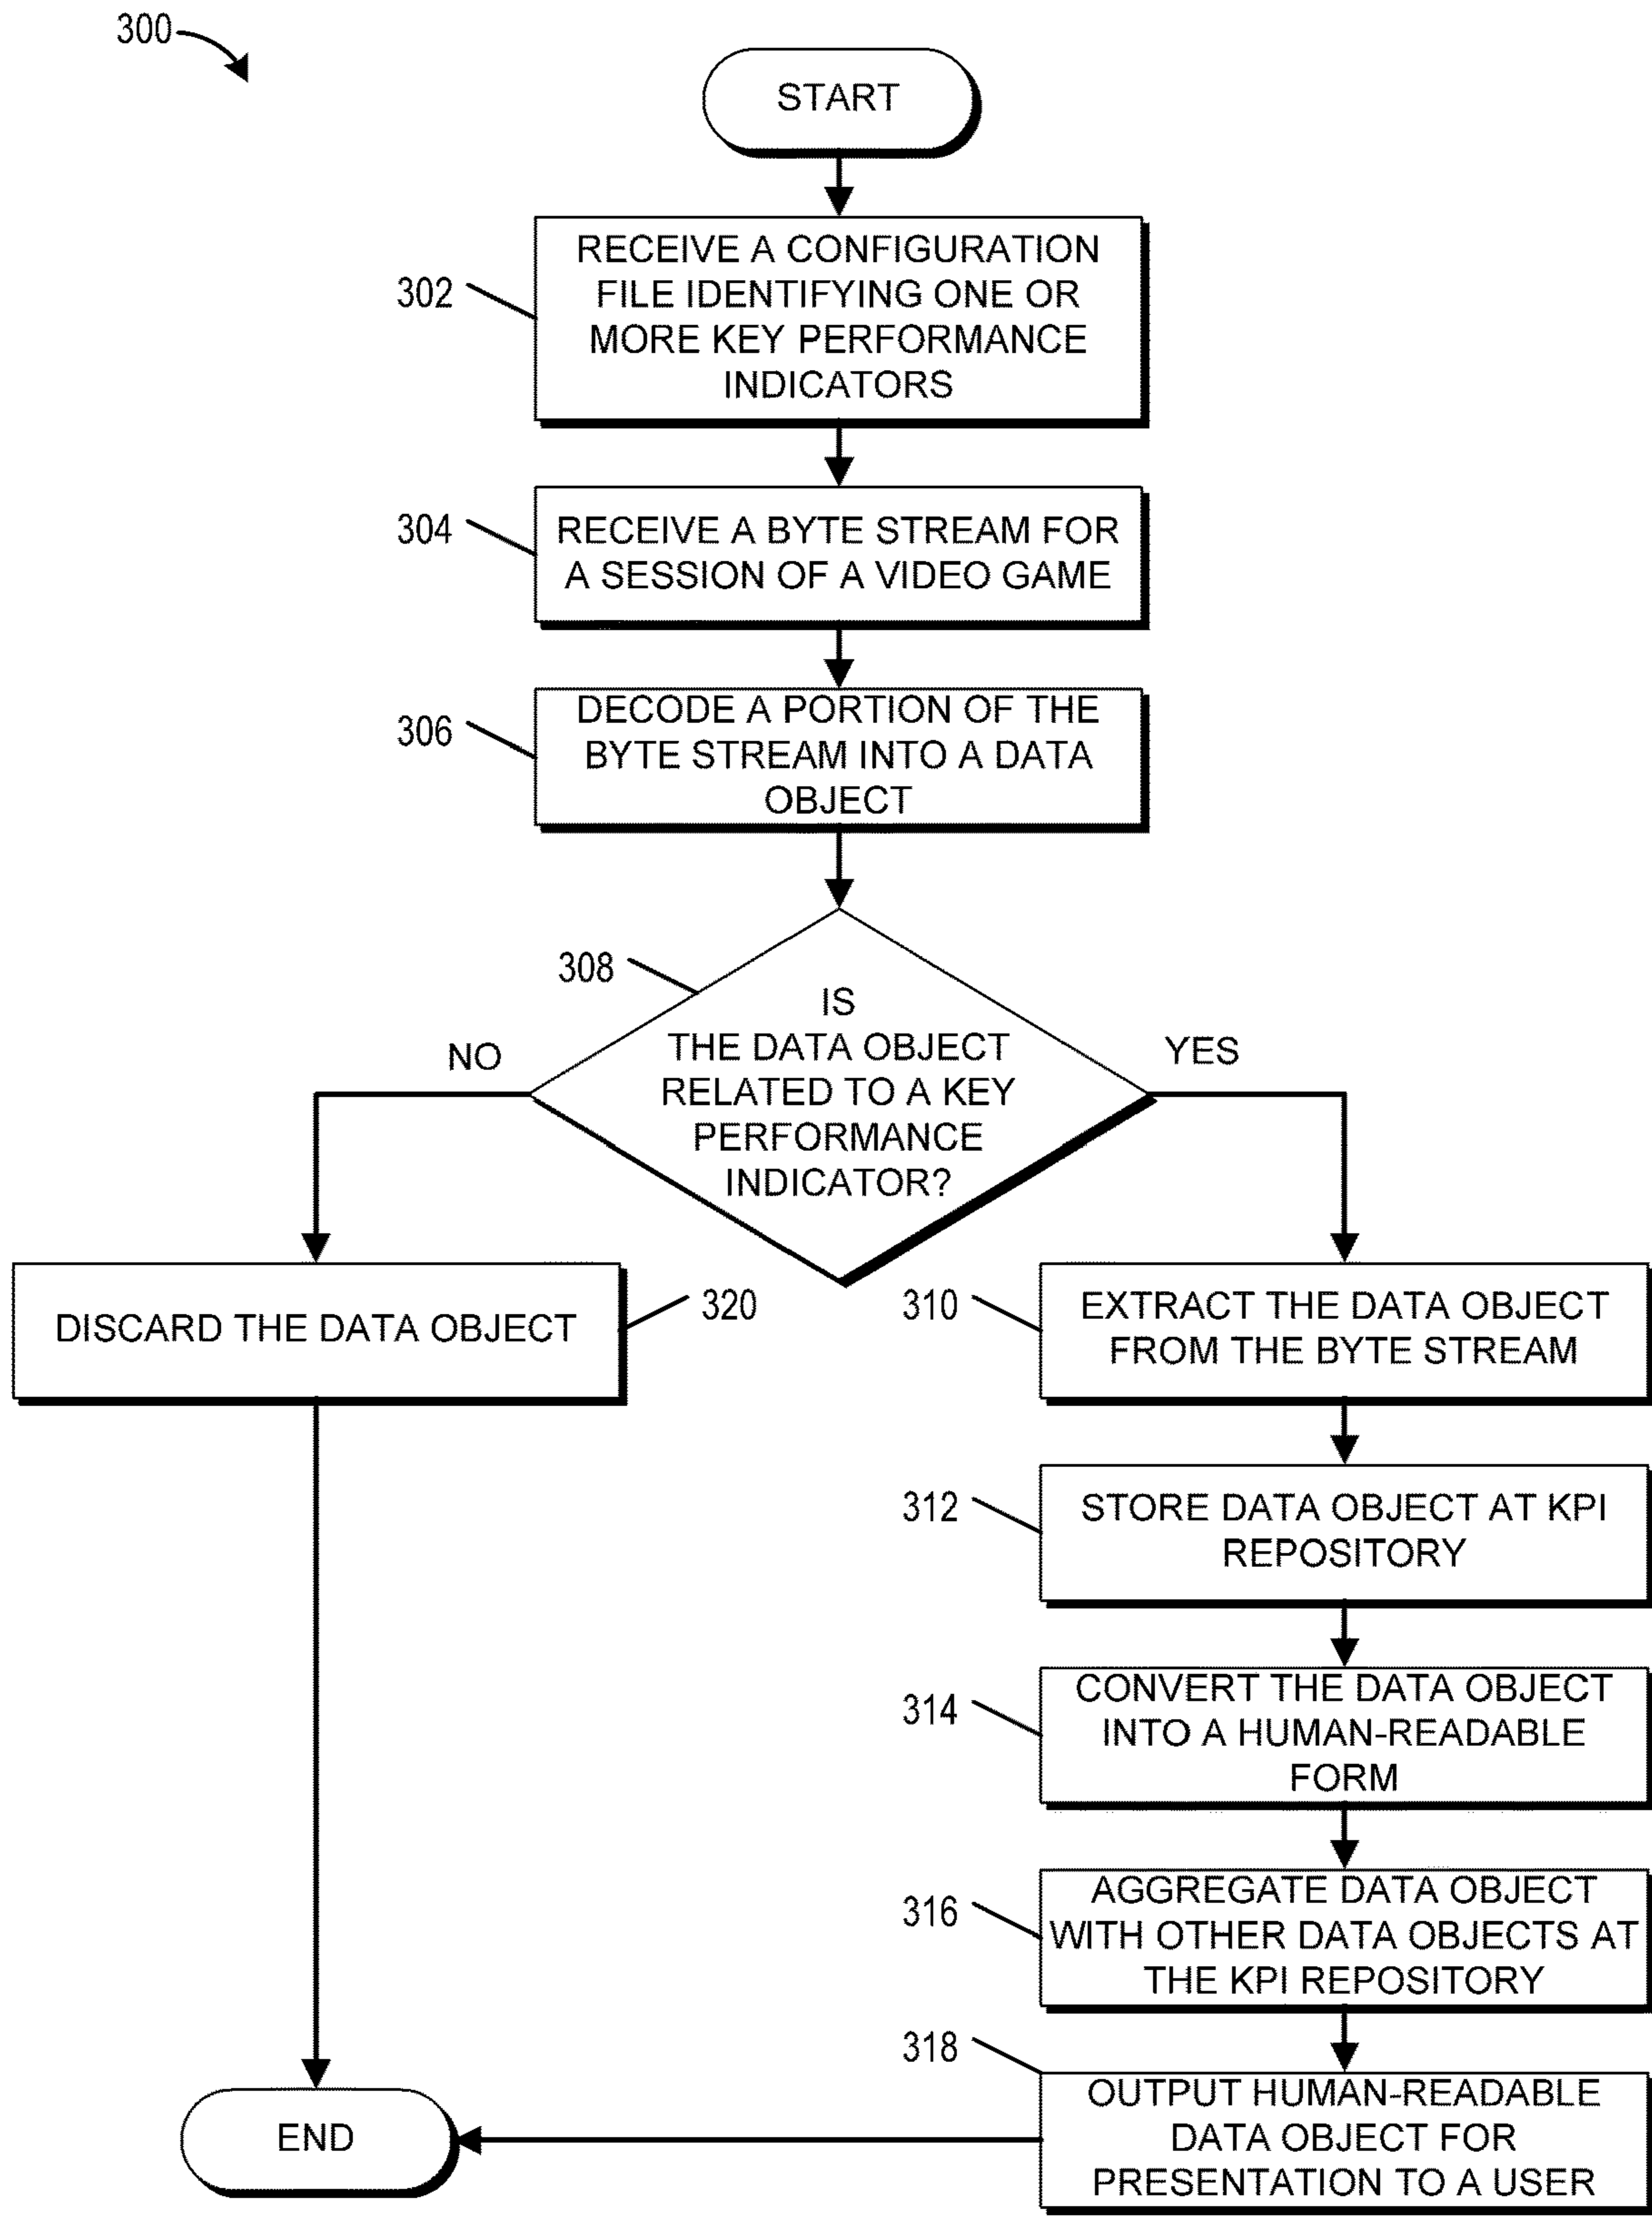 300
START
302
RECEIVE A CONFIGURATION
FILE IDENTIFYING ONE OR
MORE KEY PERFORMANCE
INDICATORS
304
RECEIVE A BYTE STREAM FOR
A SESSION OF A VIDEO GAME
306
DECODE A PORTION OF THE
BYTE STREAM INTO A DATA
OBJECT
308
IS
THE DATA OBJECT
RELATED TO A KEY
PERFORMANCE
INDICATOR?
NO
YES
DISCARD THE DATA OBJECT
320
310
EXTRACT THE DATA OBJECT
FROM THE BYTE STREAM
312
STORE DATA OBJECT AT KPI
REPOSITORY
314
CONVERT THE DATA OBJECT
INTO A HUMAN-READABLE
FORM
316
AGGREGATE DATA OBJECT
WITH OTHER DATA OBJECTS AT
THE KPI REPOSITORY
318
OUTPUT HUMAN-READABLE
DATA OBJECT FOR
PRESENTATION TO A USER
END